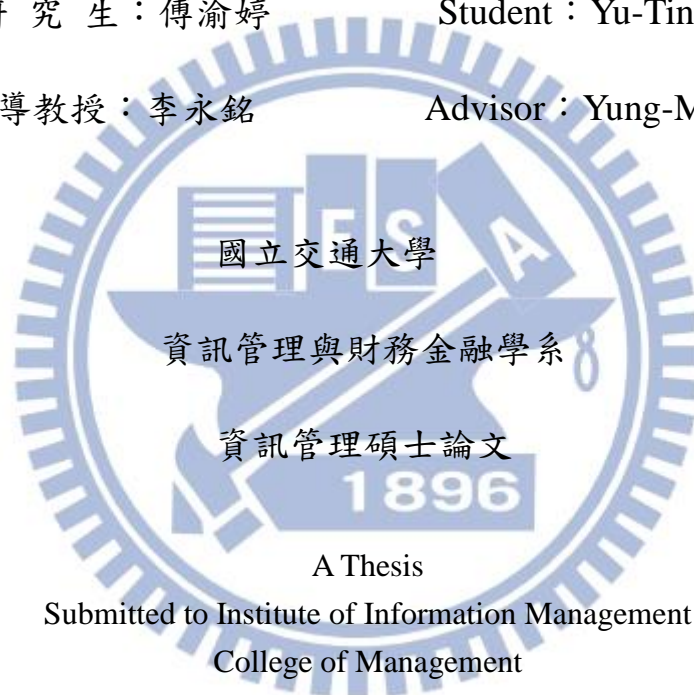 究 生：傅渝婷 Student：Yu-Tin
導教授：李永銘 Advisor：Yung-M
E S A
國立交通大學
資訊管理與財務金融學系
資訊管理碩士論文
1896
A Thesis
Submitted to Institute of Information Management
College of Management